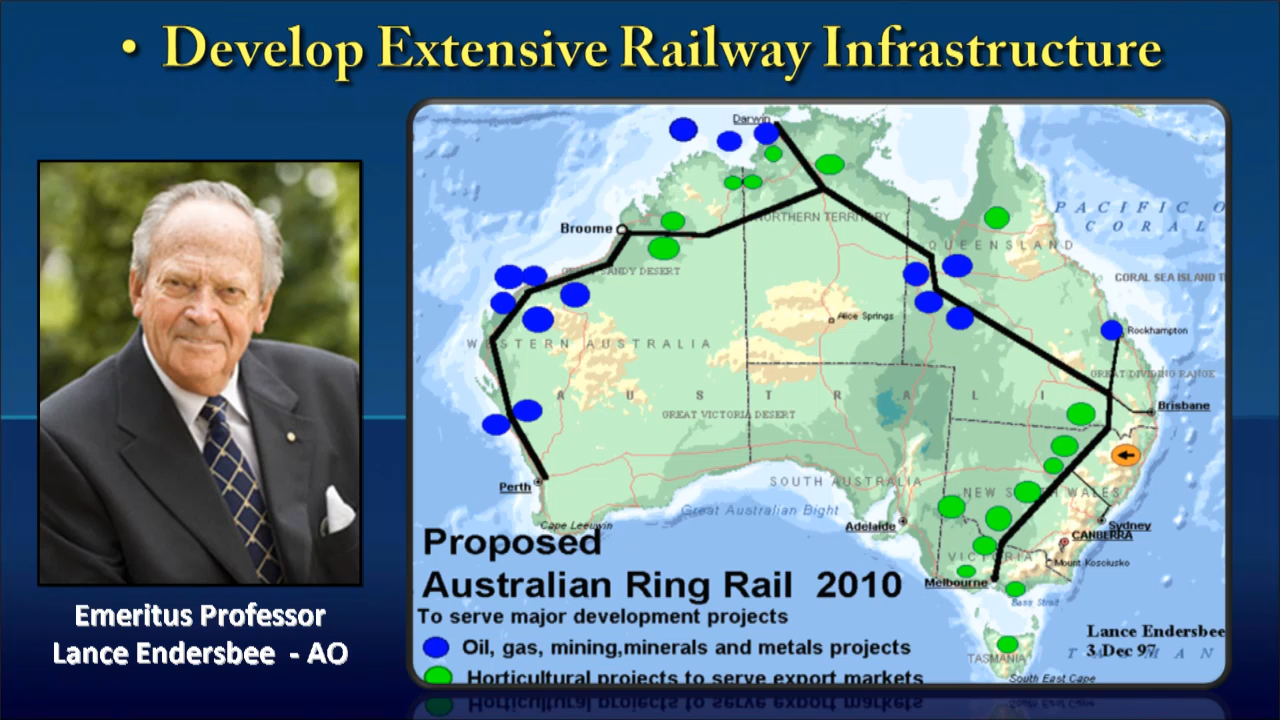 • Develop Extensive Railway Infrastructure
Darwin
PACIFIC O
CORAL
Broome
NORTHERN TERRITORY
QUEENSLAND
GREAT SANDY DESERT
CORAL SEA ISLAND T
Alice Springs
Rockhampton
WESTERN AUSTRALIA
GREAT DIVIDING RANGE
A U S T R A L I
GREAT VICTORIA DESERT
Brisbane
SOUTH AUSTRALIA
Perth
NEW SOUTH WALES
Great Australian Bight
Cape Leeuwin
Adelaide
Sydney
CANBERRA
Proposed
VICTORIA
Mount Kosciusko
Australian Ring Rail 2010
Melbourne
Bass Strait
To serve major development projects
Emeritus Professor
Lance Endersbee - AO
Lance Endersbee
3 Dec 97
Oil, gas, mining,minerals and metals projects
TASMANIA
T A S M A N
Horticultural projects to serve export markets
South East Cape